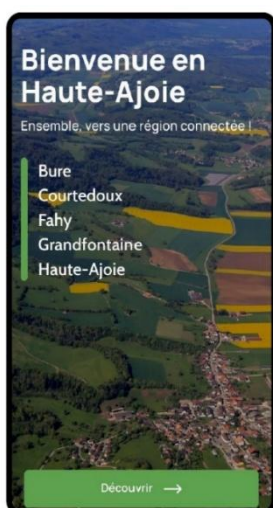 Bienvenue en
Haute-Ajoie
Ensemble, vers une région connectée !
Bure
Courtedoux
Fahy
Grandfontaine
Haute-Ajoie
Découvrir →